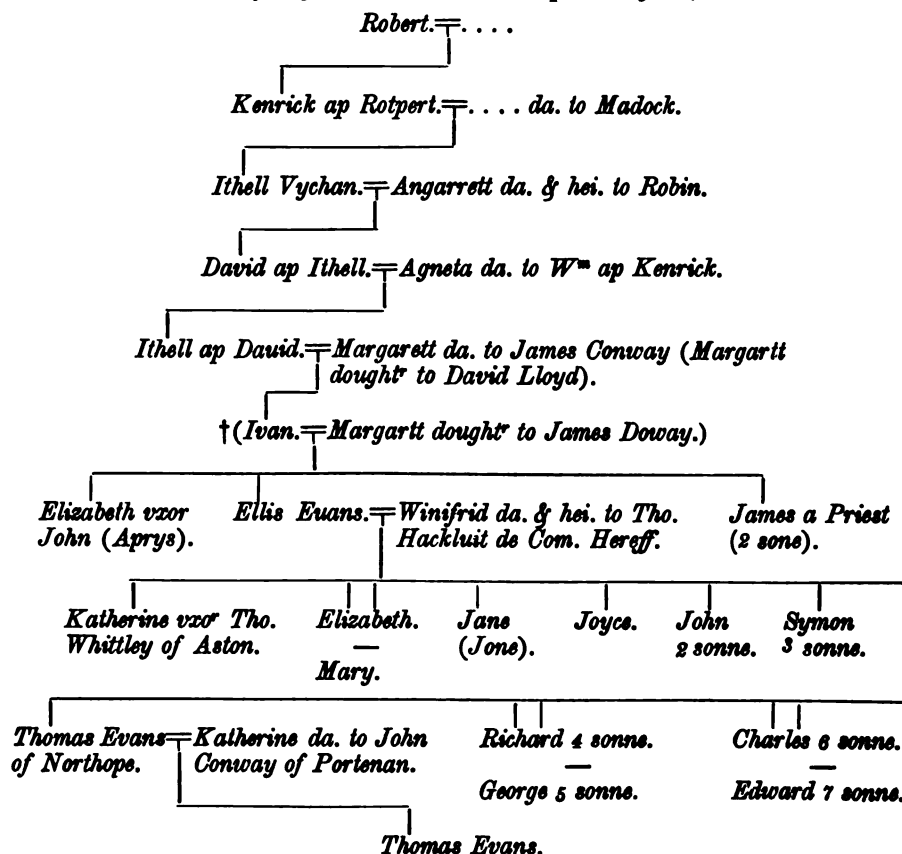 Robert.=. . . .
Kenrick ap Rotpert.=. . . . da. to Madock.
Ithell Vychan.=Angarrett da. & hei. to Robin.
David ap Ithell.=Agneta da. to Wᵐ ap Kenrick.
Ithell ap Dauid.=Margarett da. to James Conway (Margartt
doughtʳ to David Lloyd).
†(Ivan.=Margartt doughtʳ to James Doway.)
Elizabeth vxor Ellis Euans.=Winifrid da. & hei. to Tho. James a Priest
John (Aprys). Hackluit de Com. Hereff. (2 sone).
Katherine vxoʳ Tho. Elizabeth. Jane Joyce. John Symon
Whittley of Aston. — (Jone). 2 sonne. 3 sonne.
Mary.
Thomas Evans=Katherine da. to John Richard 4 sonne. Charles 6 sonne.
of Northope. Conway of Portenan. — —
George 5 sonne. Edward 7 sonne.
Thomas Evans.